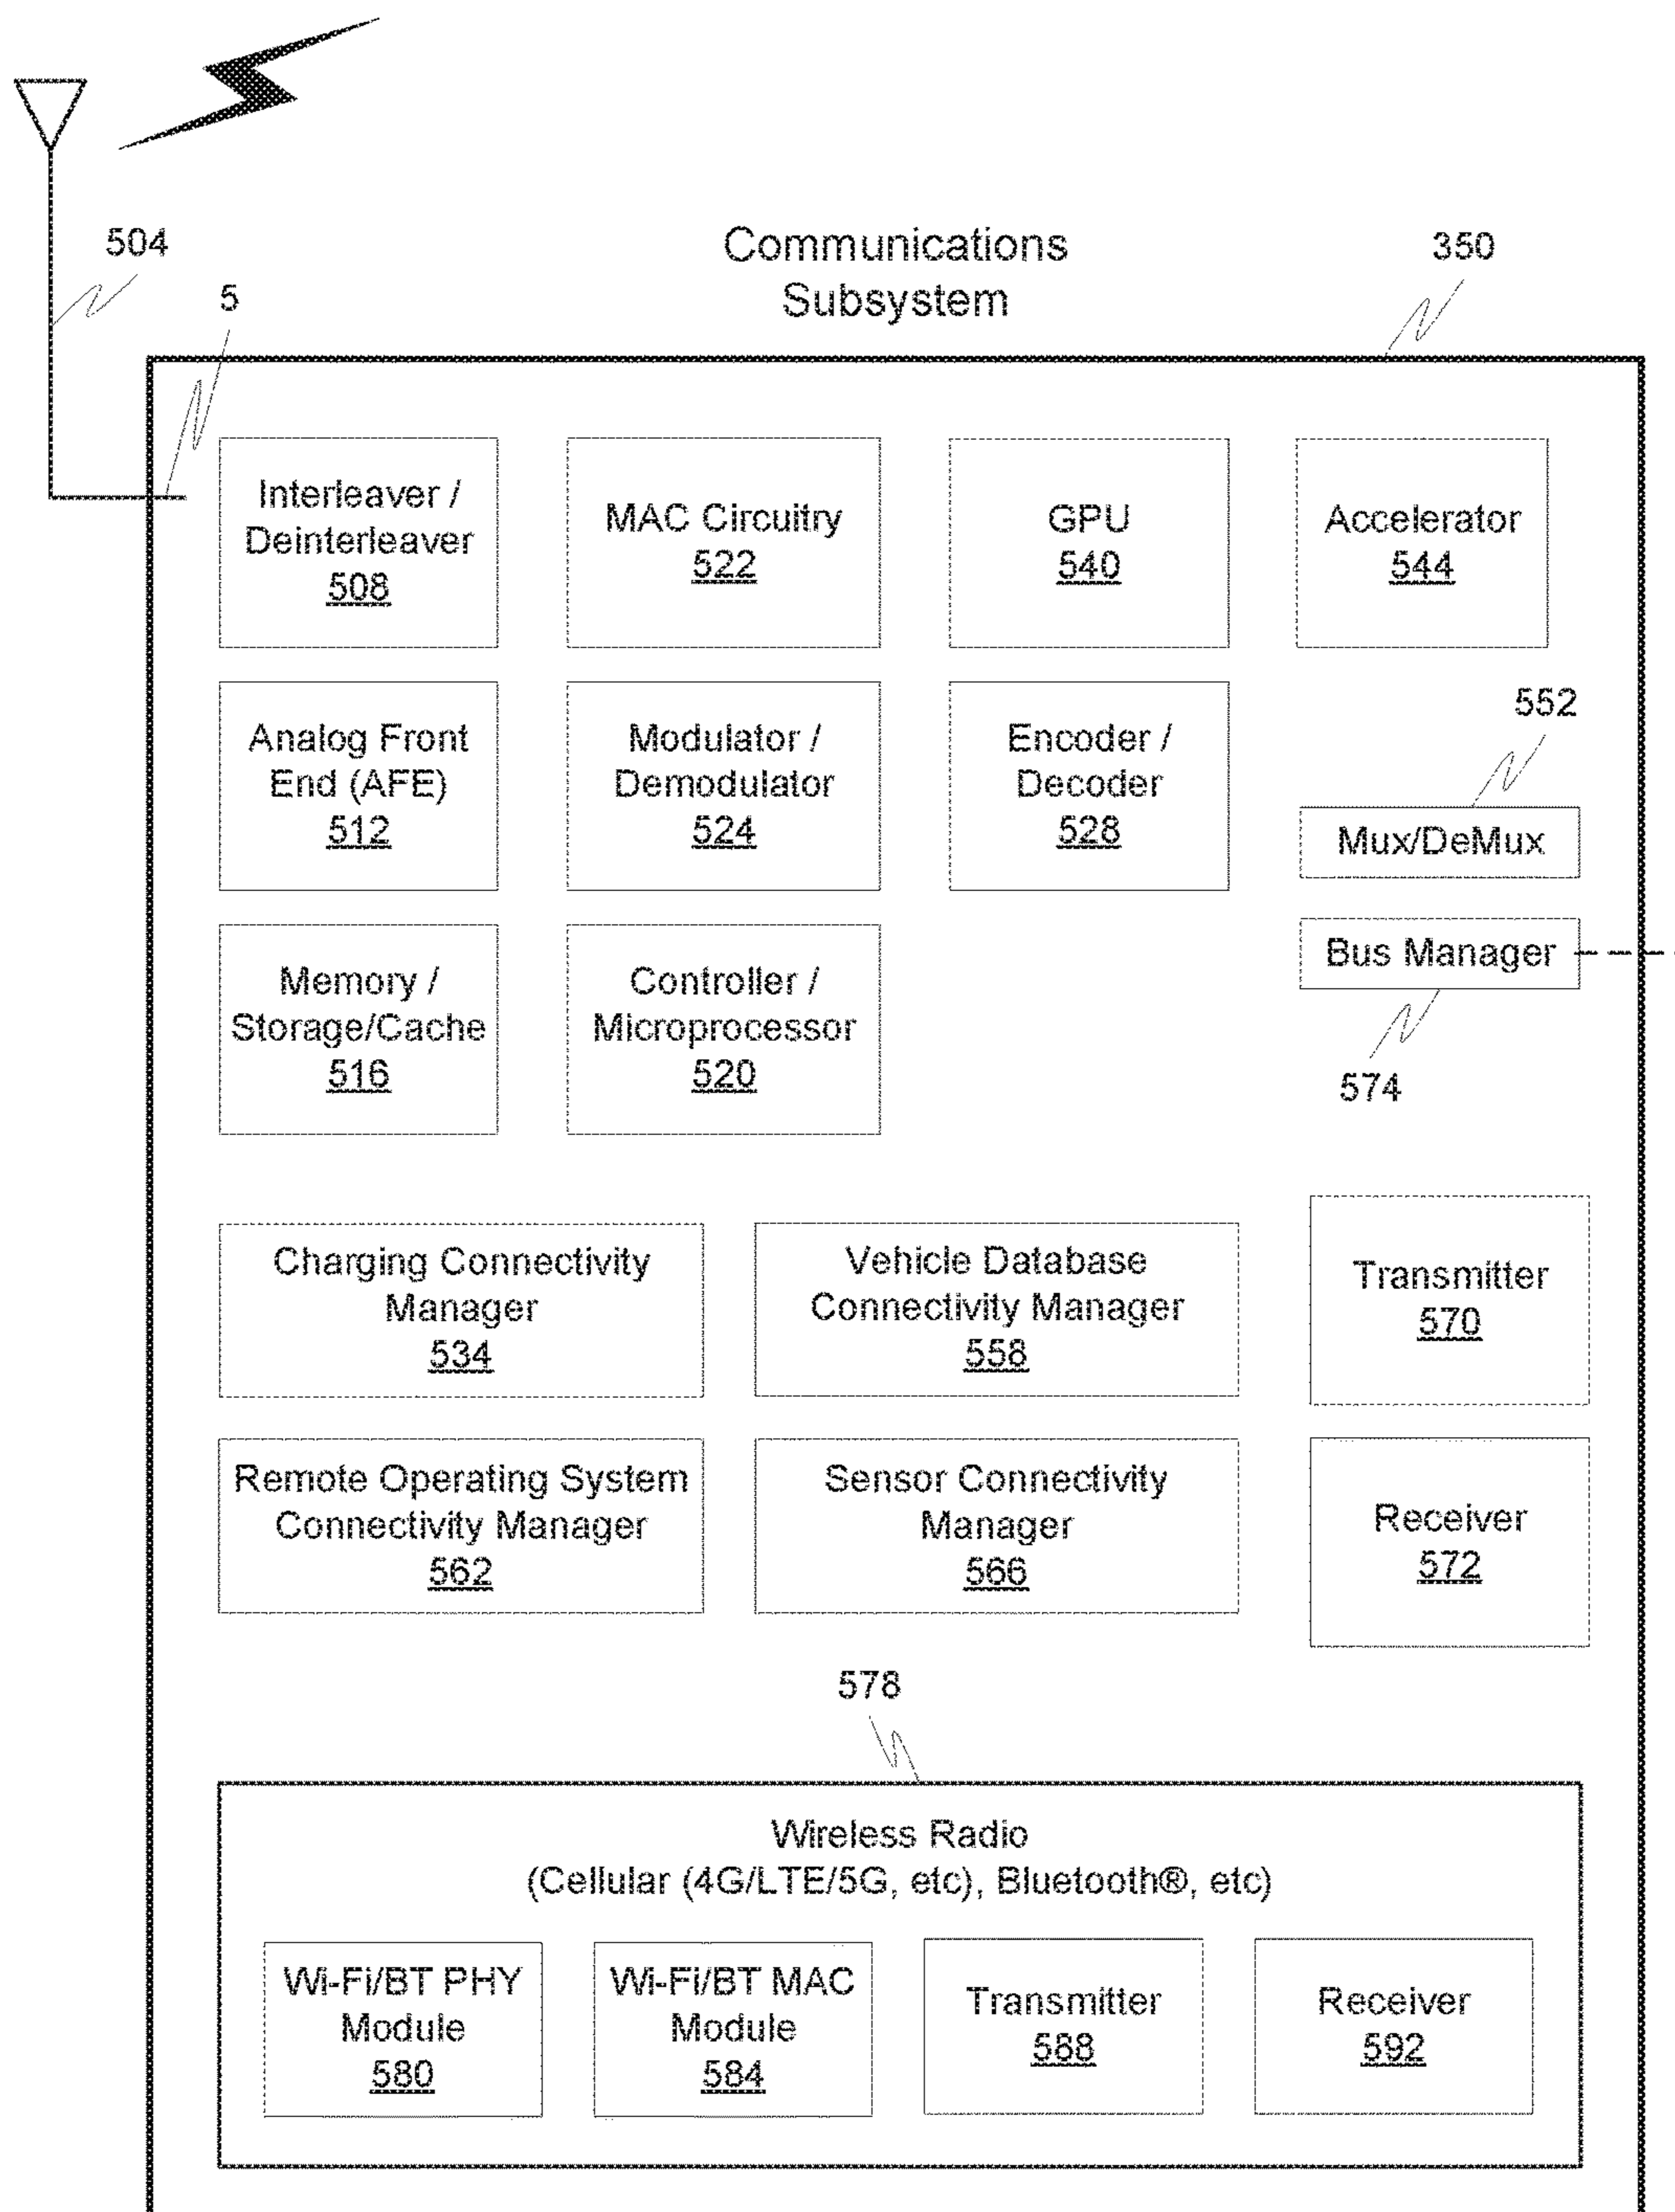 504
5
Communications
Subsystem
350
Interleaver /
Deinterleaver
508
MAC Circuitry
522
GPU
540
Accelerator
544
Analog Front
End (AFE)
512
Modulator /
Demodulator
524
Encoder /
Decoder
528
552
Mux/DeMux
Memory /
Storage/Cache
516
Controller /
Microprocessor
520
Bus Manager
574
Charging Connectivity
Manager
534
Vehicle Database
Connectivity Manager
558
Transmitter
570
Remote Operating System
Connectivity Manager
562
Sensor Connectivity
Manager
566
Receiver
572
578
Wireless Radio
(Cellular (4G/LTE/5G, etc), Bluetooth®, etc)
Wi-Fi/BT PHY
Module
580
Wi-Fi/BT MAC
Module
584
Transmitter
588
Receiver
592